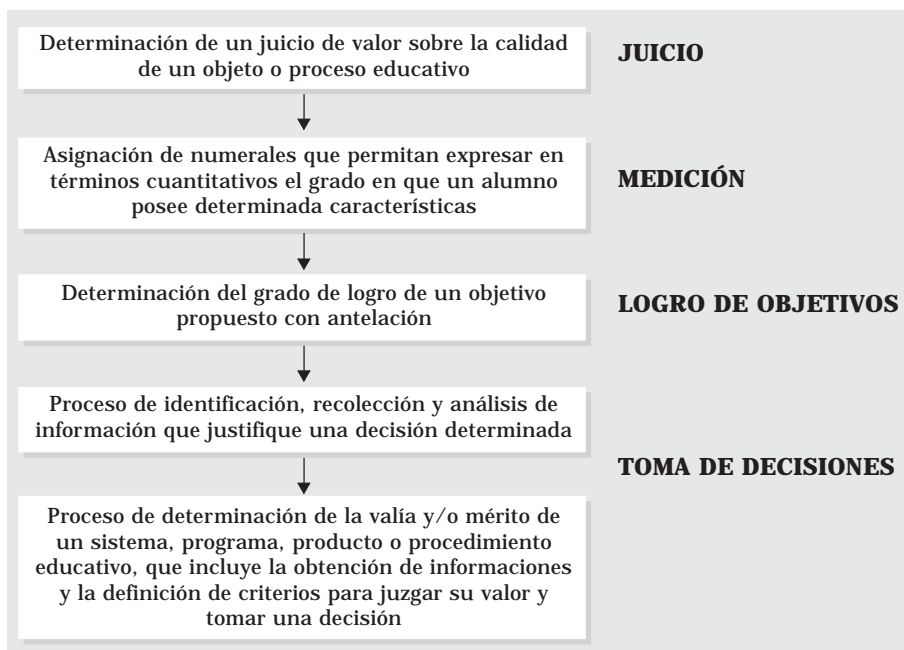 Determinación de un juicio de valor sobre la calidad
de un objeto o proceso educativo
JUICIO
Asignación de numerales que permitan expresar en
términos cuantitativos el grado en que un alumno
posee determinada características
MEDICIÓN
Determinación del grado de logro de un objetivo
propuesto con antelación
LOGRO DE OBJETIVOS
Proceso de identificación, recolección y análisis de
información que justifique una decisión determinada
TOMA DE DECISIONES
Proceso de determinación de la valía y/o mérito de
un sistema, programa, producto o procedimiento
educativo, que incluye la obtención de informaciones
y la definición de criterios para juzgar su valor y
tomar una decisión